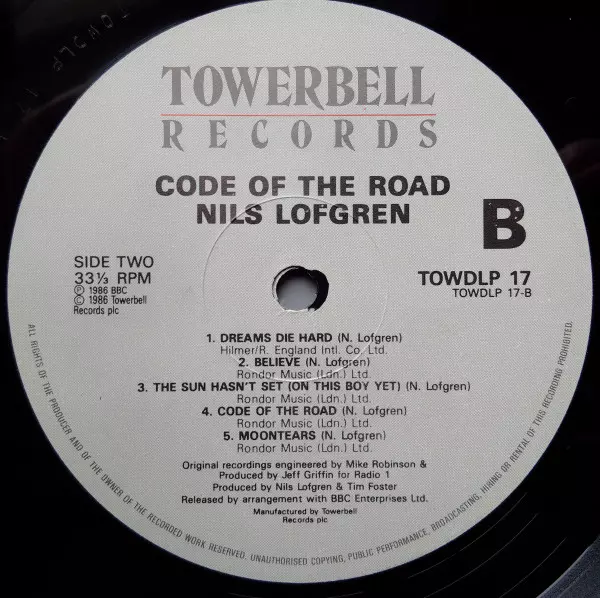 TOWERBELL
RECORDS
CODE OF THE ROAD
NILS LOFGREN
B
SIDE TWO
33⅓ RPM
℗ 1986 BBC
© 1986 Towerbell
Records plc
TOWDLP 17
TOWDLP 17-B
1. DREAMS DIE HARD (N. Lofgren)
Hilmer/R. England Intl. Co. Ltd.
2. BELIEVE (N. Lofgren)
Rondor Music (Ldn.) Ltd.
3. THE SUN HASN'T SET (ON THIS BOY YET) (N. Lofgren)
Rondor Music (Ldn.) Ltd.
4. CODE OF THE ROAD (N. Lofgren)
Rondor Music (Ldn.) Ltd.
5. MOONTEARS (N. Lofgren)
Rondor Music (Ldn.) Ltd.
Original recordings engineered by Mike Robinson &
Produced by Jeff Griffin for Radio 1
Produced by Nils Lofgren & Tim Foster
Released by arrangement with BBC Enterprises Ltd.
Manufactured by Towerbell
Records plc
ALL RIGHTS OF THE PRODUCER AND OF THE OWNER OF THE RECORDED WORK RESERVED. UNAUTHORISED COPYING, PUBLIC PERFORMANCE, BROADCASTING, HIRING OR RENTAL OF THIS RECORDING PROHIBITED.